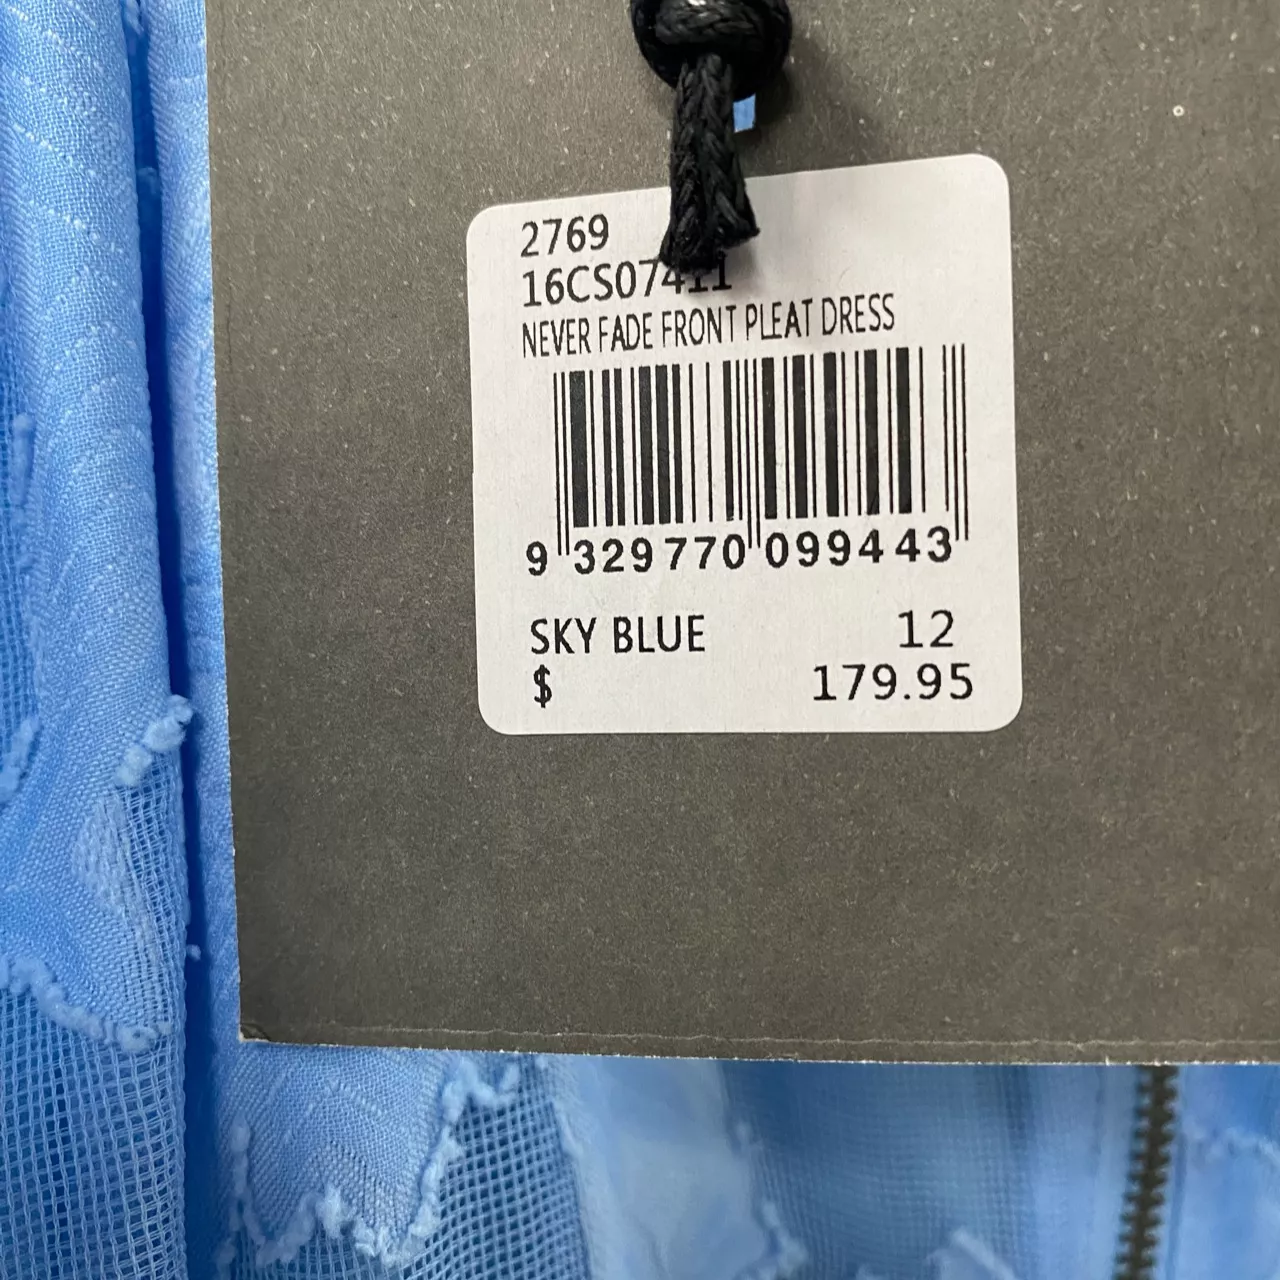 2769
16CS07411
NEVER FADE FRONT PLEAT DRESS
9 329770 099443
SKY BLUE 12
$ 179.95